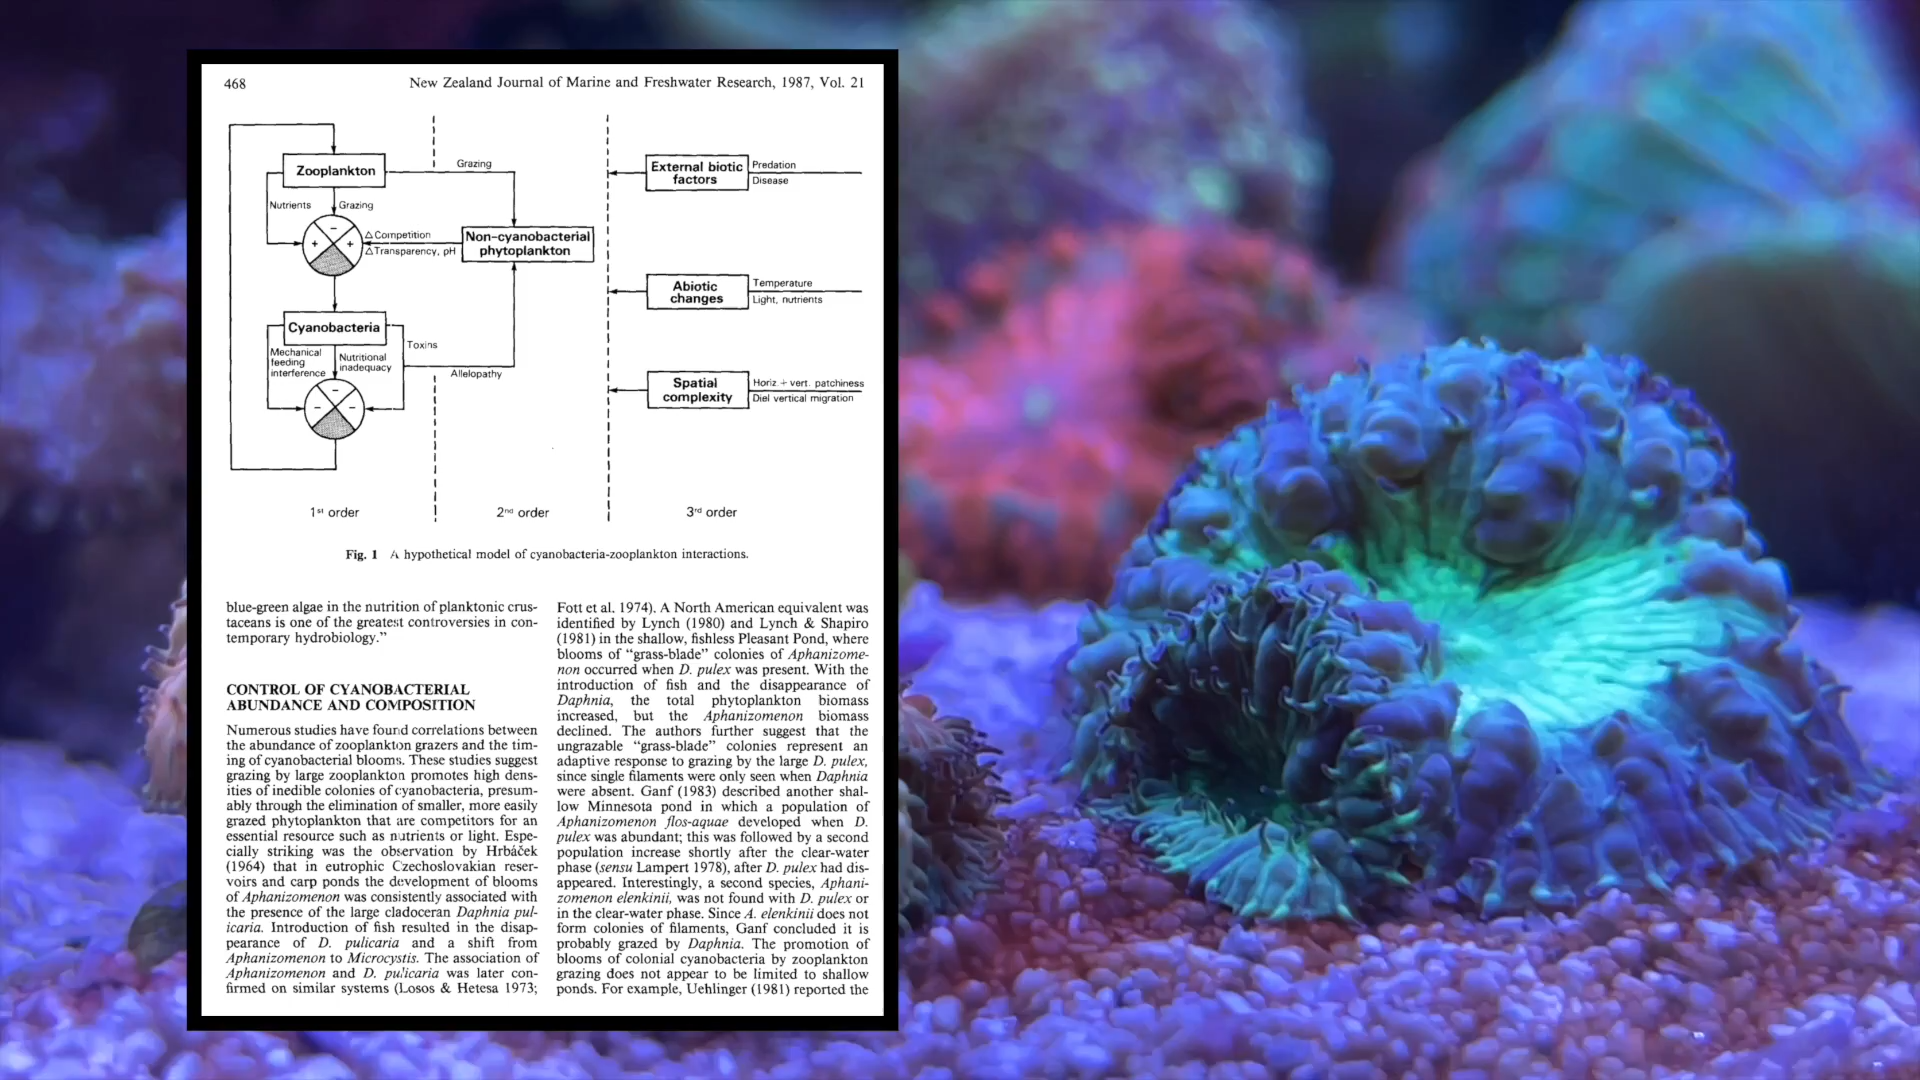 468
New Zealand Journal of Marine and Freshwater Research, 1987, Vol. 21
Zooplankton
Grazing
Nutrients
Grazing
Δ Competition
Δ Transparency, pH
Non-cyanobacterial
phytoplankton
Cyanobacteria
Mechanical
feeding
interference
Nutritional
inadequacy
Toxins
Allelopathy
External biotic
factors
Predation
Disease
Abiotic
changes
Temperature
Light, nutrients
Spatial
complexity
Horiz. + vert. patchiness
Diel vertical migration
1st order
2nd order
3rd order
Fig. 1 A hypothetical model of cyanobacteria-zooplankton interactions.
blue-green algae in the nutrition of planktonic crus-
taceans is one of the greatest controversies in con-
temporary hydrobiology.”
CONTROL OF CYANOBACTERIAL
ABUNDANCE AND COMPOSITION
Numerous studies have found correlations between
the abundance of zooplankton grazers and the tim-
ing of cyanobacterial blooms. These studies suggest
grazing by large zooplankton promotes high dens-
ities of inedible colonies of cyanobacteria, presum-
ably through the elimination of smaller, more easily
grazed phytoplankton that are competitors for an
essential resource such as nutrients or light. Espe-
cially striking was the observation by Hrbáček
(1964) that in eutrophic Czechoslovakian reser-
voirs and carp ponds the development of blooms
of Aphanizomenon was consistently associated with
the presence of the large cladoceran Daphnia pul-
icaria. Introduction of fish resulted in the disap-
pearance of D. pulicaria and a shift from
Aphanizomenon to Microcystis. The association of
Aphanizomenon and D. pulicaria was later con-
firmed on similar systems (Losos & Hetesa 1973;
Fott et al. 1974). A North American equivalent was
identified by Lynch (1980) and Lynch & Shapiro
(1981) in the shallow, fishless Pleasant Pond, where
blooms of “grass-blade” colonies of Aphanizome-
non occurred when D. pulex was present. With the
introduction of fish and the disappearance of
Daphnia, the total phytoplankton biomass
increased, but the Aphanizomenon biomass
declined. The authors further suggest that the
ungrazable “grass-blade” colonies represent an
adaptive response to grazing by the large D. pulex,
since single filaments were only seen when Daphnia
were absent. Ganf (1983) described another shal-
low Minnesota pond in which a population of
Aphanizomenon flos-aquae developed when D.
pulex was abundant; this was followed by a second
population increase shortly after the clear-water
phase (sensu Lampert 1978), after D. pulex had dis-
appeared. Interestingly, a second species, Aphani-
zomenon elenkinii, was not found with D. pulex or
in the clear-water phase. Since A. elenkinii does not
form colonies of filaments, Ganf concluded it is
probably grazed by Daphnia. The promotion of
blooms of colonial cyanobacteria by zooplankton
grazing does not appear to be limited to shallow
ponds. For example, Uehlinger (1981) reported the